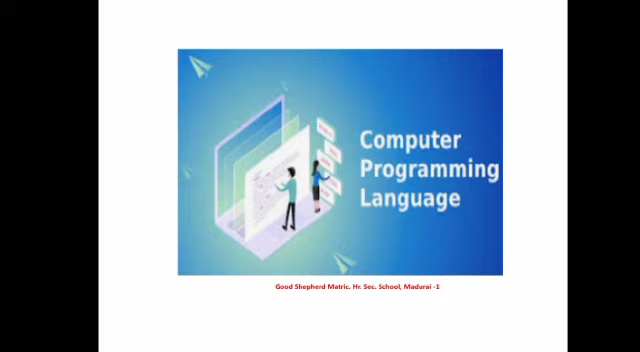 Computer
Programming
Language
Good Shepherd Matric. Hr. Sec. School, Madurai -1